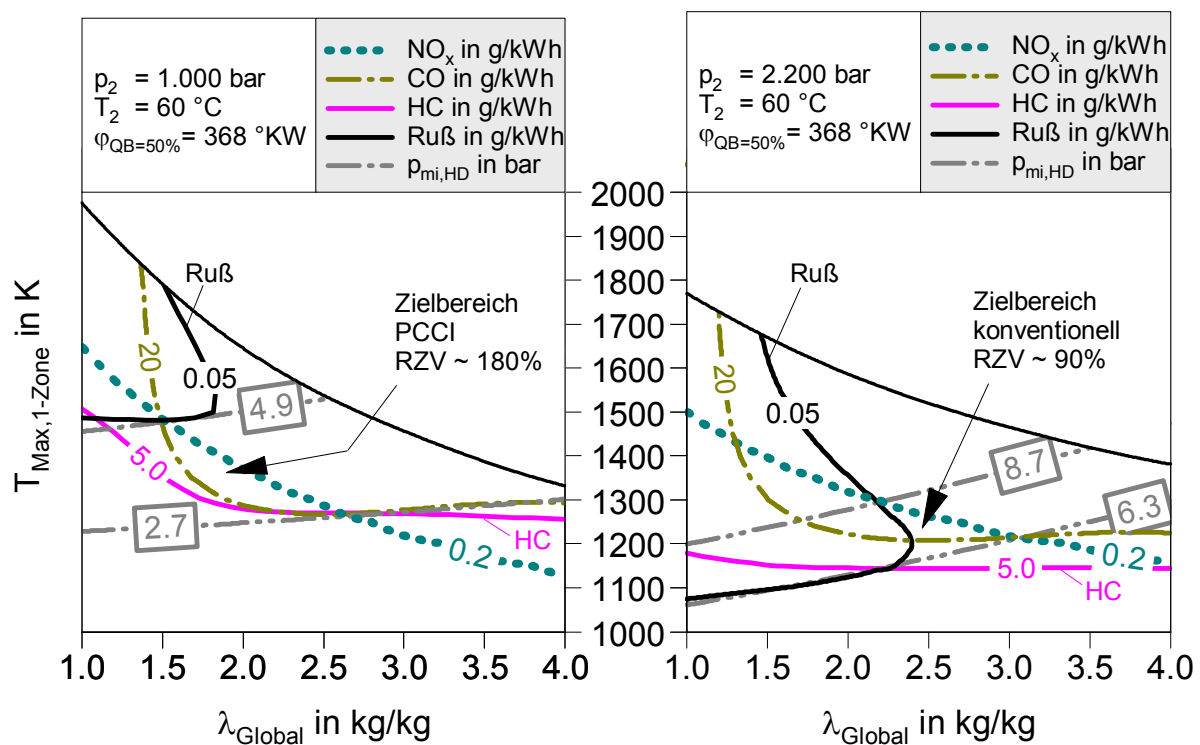 p2 = 1.000 bar
T2 = 60 °C
φQB=50% = 368 °KW
NOx in g/kWh
CO in g/kWh
HC in g/kWh
Ruß in g/kWh
pmi,HD in bar
p2 = 2.200 bar
T2 = 60 °C
φQB=50% = 368 °KW
NOx in g/kWh
CO in g/kWh
HC in g/kWh
Ruß in g/kWh
pmi,HD in bar
TMax,1-Zone in K
Ruß
Zielbereich
PCCI
RZV ~ 180%
20
0.05
4.9
5.0
2.7
HC
0.2
2000
1900
1800
1700
1600
1500
1400
1300
1200
1100
1000
Ruß
Zielbereich
konventionell
RZV ~ 90%
20
0.05
8.7
6.3
5.0
0.2
HC
1.0 1.5 2.0 2.5 3.0 3.5 4.0
1.0 1.5 2.0 2.5 3.0 3.5 4.0
λGlobal in kg/kg
λGlobal in kg/kg